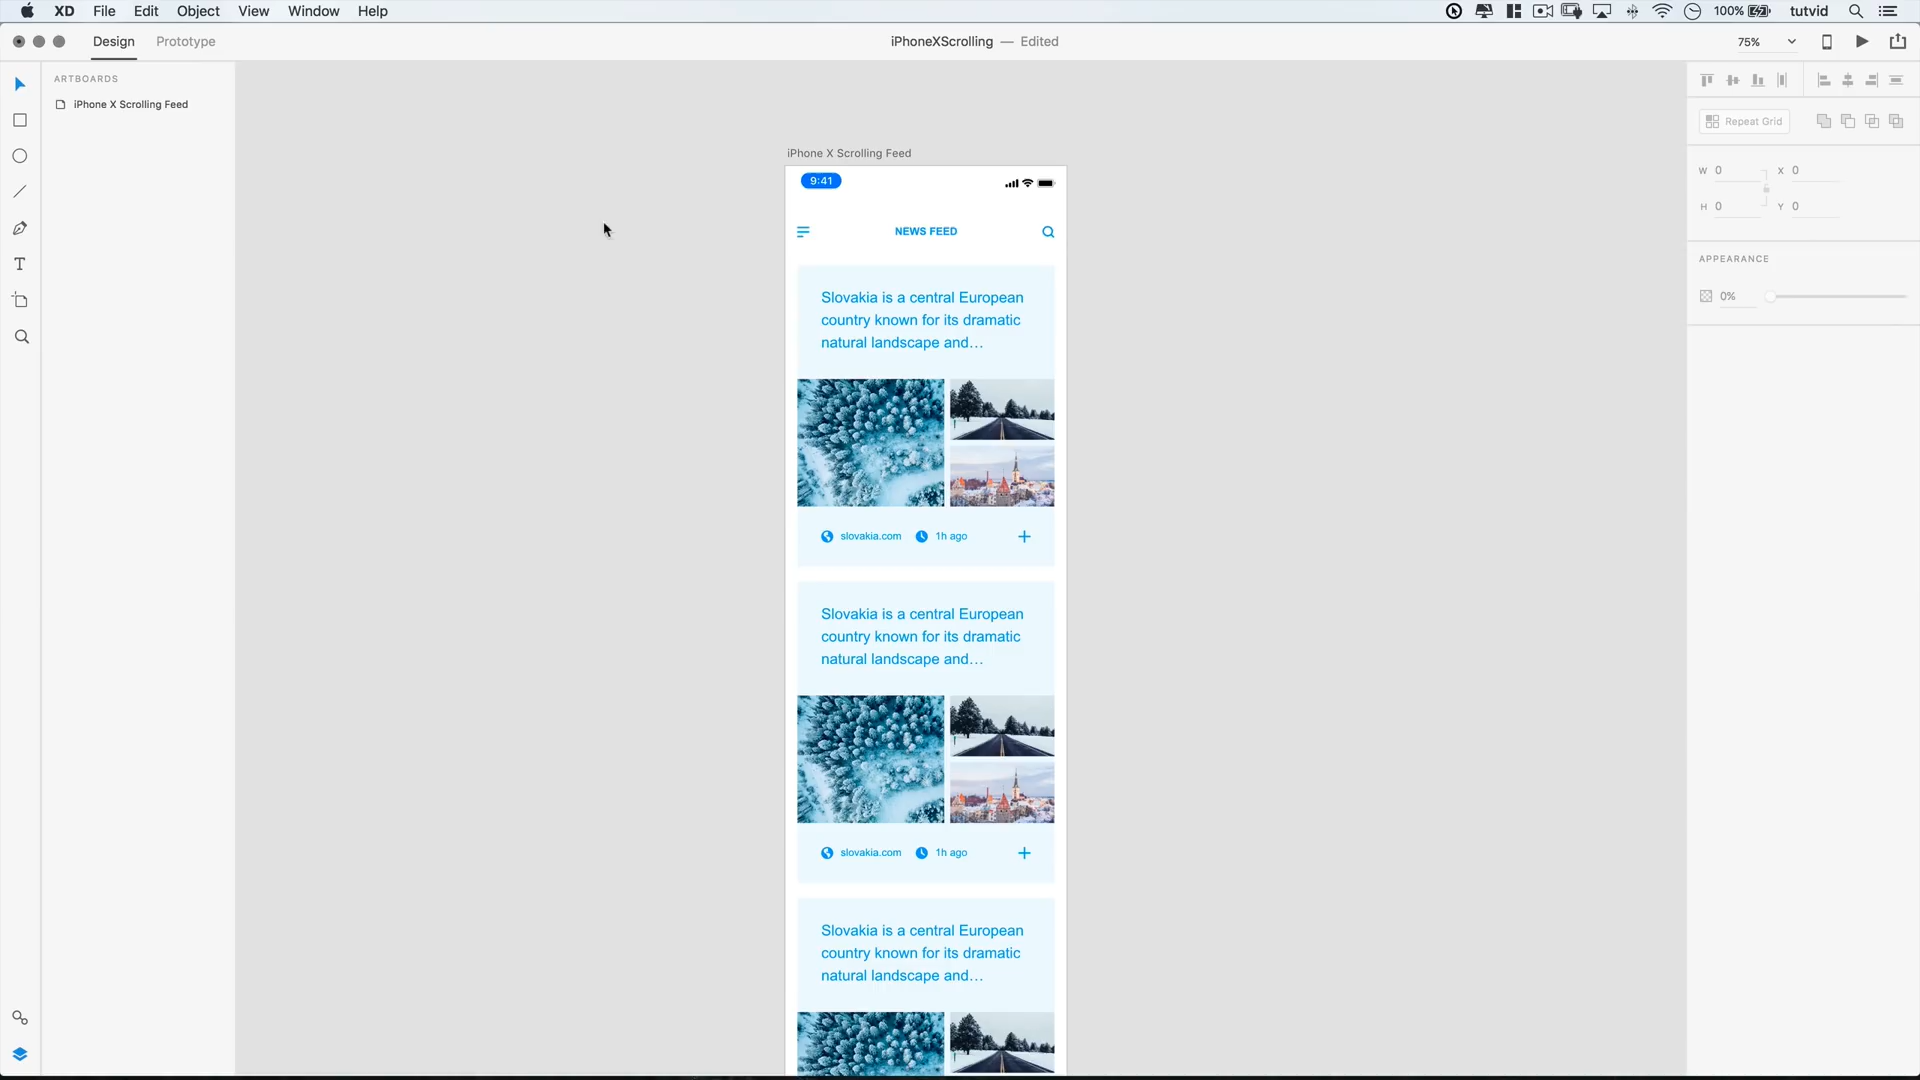 XD File Edit Object View Window Help 100% tutvid
Design Prototype iPhoneXScrolling — Edited 75%
ARTBOARDS
iPhone X Scrolling Feed
iPhone X Scrolling Feed
9:41
NEWS FEED
Slovakia is a central European
country known for its dramatic
natural landscape and…
slovakia.com 1h ago
Slovakia is a central European
country known for its dramatic
natural landscape and…
slovakia.com 1h ago
Slovakia is a central European
country known for its dramatic
natural landscape and…
Repeat Grid
W 0 X 0
H 0 Y 0
APPEARANCE
0%